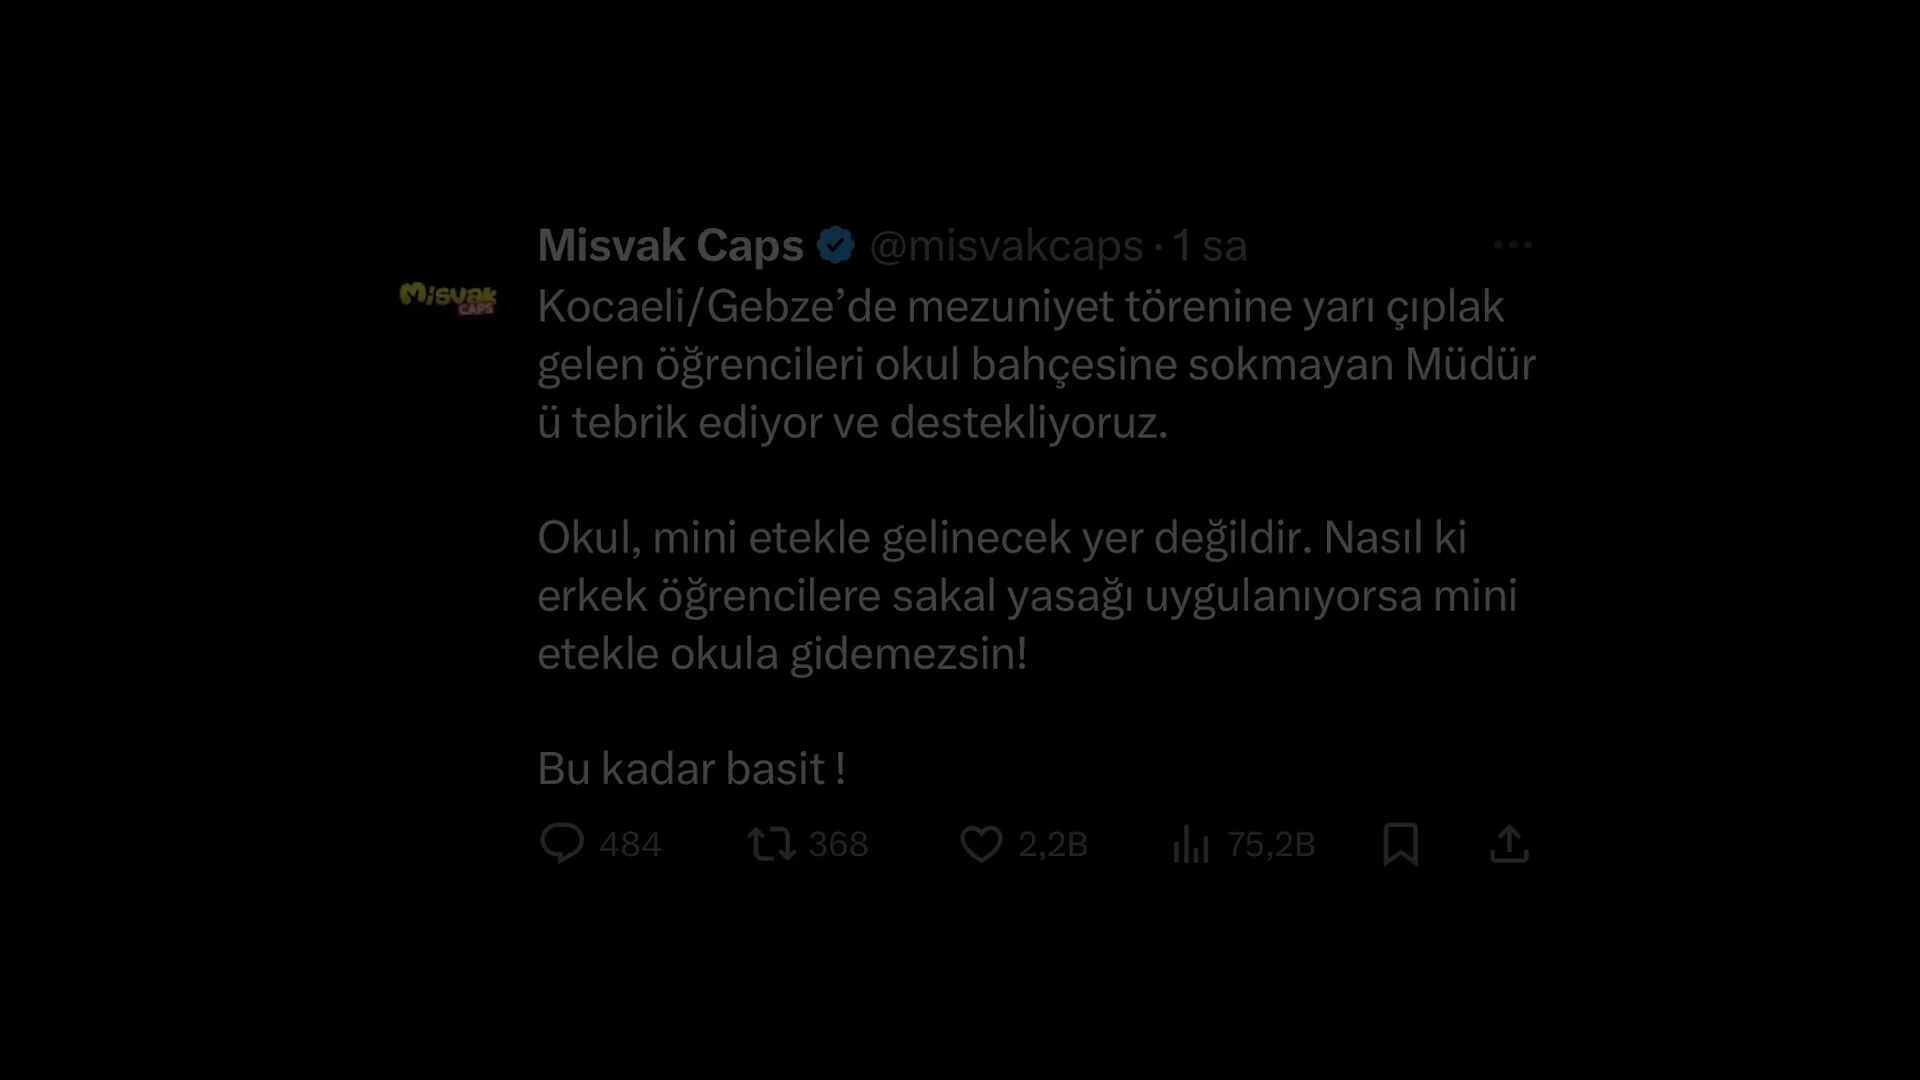 Misvak Caps @misvakcaps · 1 sa
Misvak CAPS
Kocaeli/Gebze’de mezuniyet törenine yarı çıplak
gelen öğrencileri okul bahçesine sokmayan Müdür
ü tebrik ediyor ve destekliyoruz.
Okul, mini etekle gelinecek yer değildir. Nasıl ki
erkek öğrencilere sakal yasağı uygulanıyorsa mini
etekle okula gidemezsin!
Bu kadar basit !
484 368 2,2B 75,2B